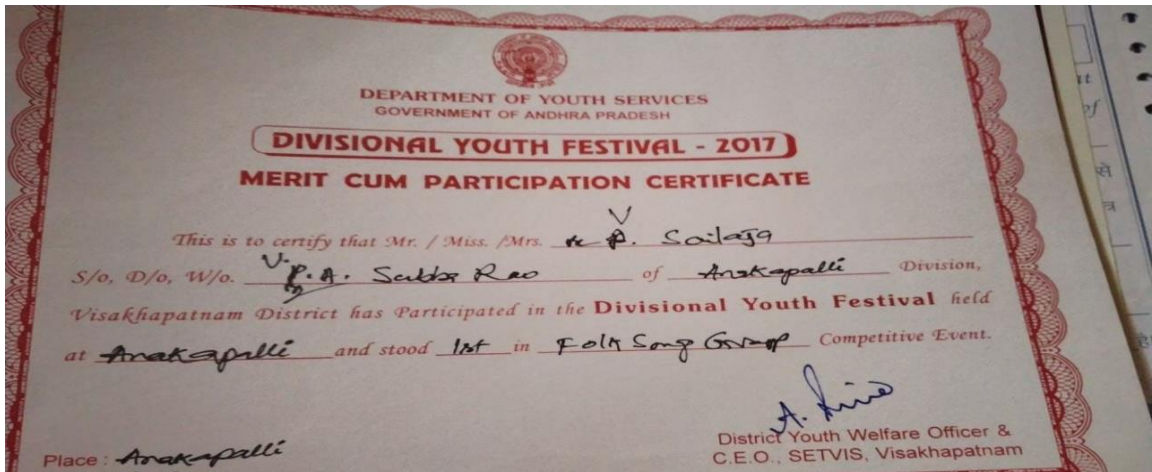 DEPARTMENT OF YOUTH SERVICES
GOVERNMENT OF ANDHRA PRADESH
DIVISIONAL YOUTH FESTIVAL - 2017
MERIT CUM PARTICIPATION CERTIFICATE
This is to certify that Mr. / Miss. /Mrs. V P. Sailaja
S/o, D/o, W/o. V. P. A. Subba Rao of Anakapalli Division,
Visakhapatnam District has Participated in the Divisional Youth Festival held
at Anakapalli and stood 1st in Folk Song Group Competitive Event.
A.
District Youth Welfare Officer &
C.E.O., SETVIS, Visakhapatnam
Place : Anakapalli